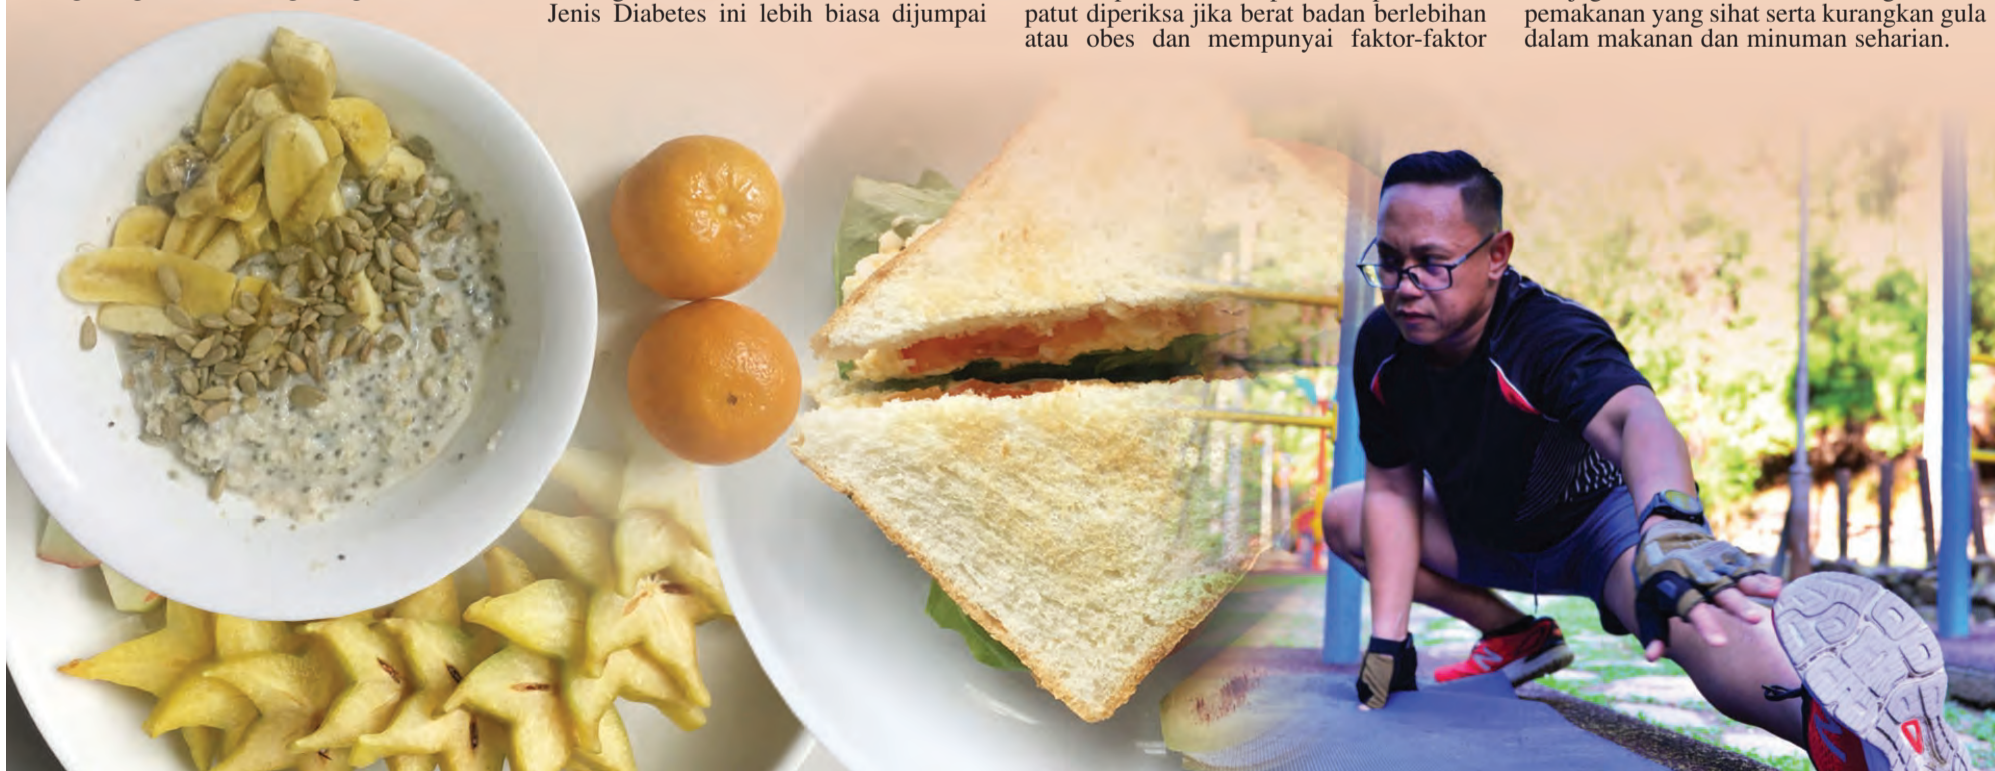 Jenis Diabetes ini lebih biasa dijumpai
patut diperiksa jika berat badan berlebihan
atau obes dan mempunyai faktor-faktor
pemakanan yang sihat serta kurangkan gula
dalam makanan dan minuman seharian.